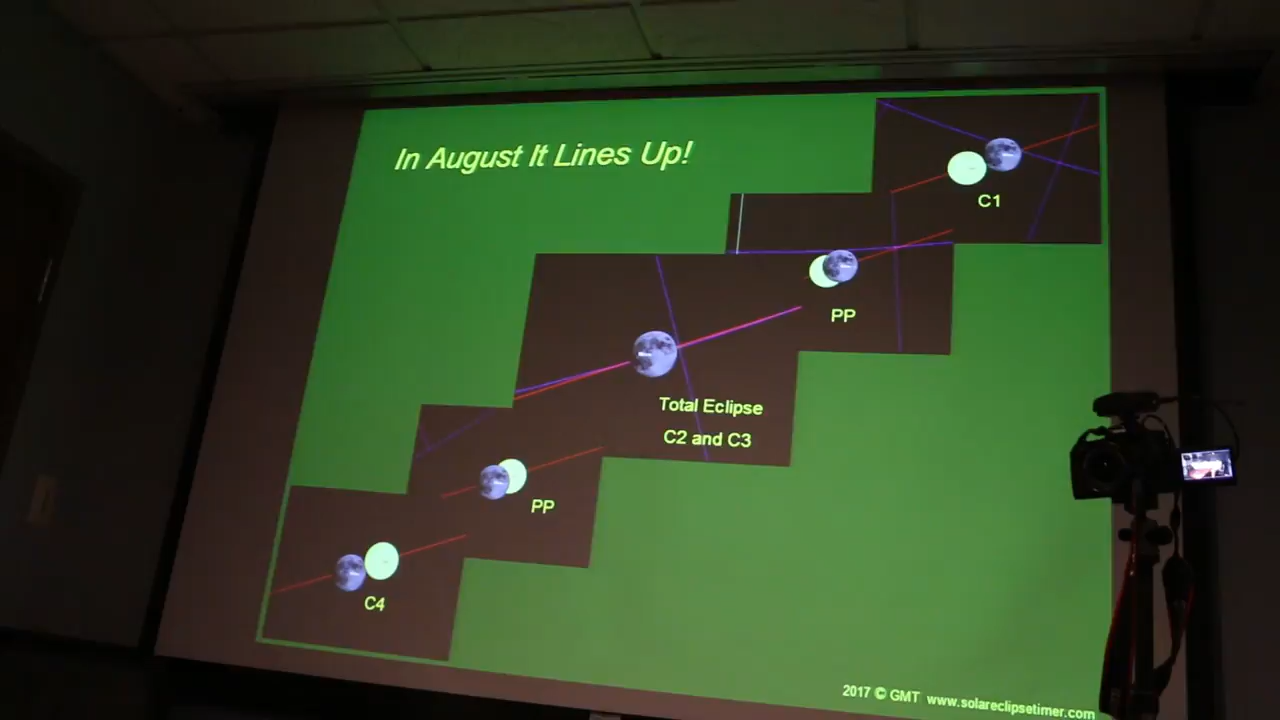 In August It Lines Up!
C1
PP
Total Eclipse
C2 and C3
PP
C4
2017 © GMT www.solareclipsetimer.com